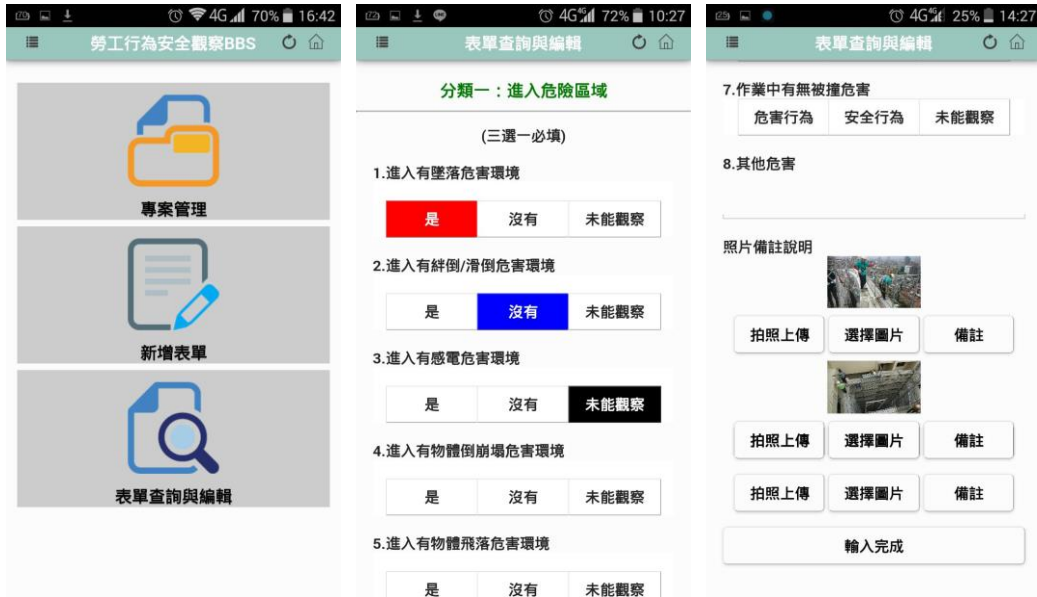 4G 70% 16:42
勞工行為安全觀察BBS
專案管理
新增表單
表單查詢與編輯
4G 4G 72% 10:27
表單查詢與編輯
分類一：進入危險區域
(三選一必填)
1.進入有墜落危害環境
是 沒有 未能觀察
2.進入有絆倒/滑倒危害環境
是 沒有 未能觀察
3.進入有感電危害環境
是 沒有 未能觀察
4.進入有物體倒崩塌危害環境
是 沒有 未能觀察
5.進入有物體飛落危害環境
是 沒有 未能觀察
4G 4G 25% 14:27
表單查詢與編輯
7.作業中有無被撞危害
危害行為 安全行為 未能觀察
8.其他危害
照片備註說明
拍照上傳 選擇圖片 備註
拍照上傳 選擇圖片 備註
拍照上傳 選擇圖片 備註
輸入完成